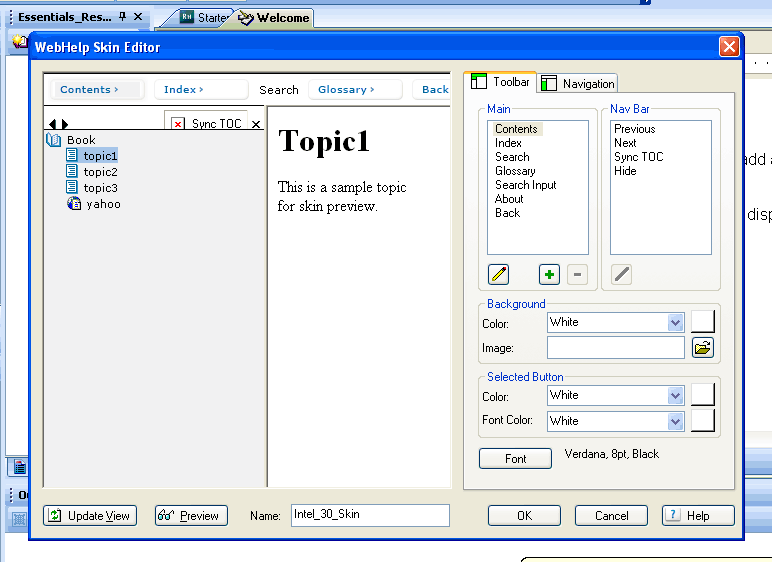 Essentials_Res...
Starte
Welcome
WebHelp Skin Editor
Contents >
Index >
Search
Glossary >
Back
Sync TOC
Book
topic1
topic2
topic3
yahoo
Topic1
This is a sample topic
for skin preview.
Toolbar
Navigation
Main
Contents
Index
Search
Glossary
Search Input
About
Back
Nav Bar
Previous
Next
Sync TOC
Hide
Background
Color:
White
Image:
Selected Button
Color:
White
Font Color:
White
Font
Verdana, 8pt, Black
Update View
Preview
Name:
Intel_30_Skin
OK
Cancel
Help
add
disp